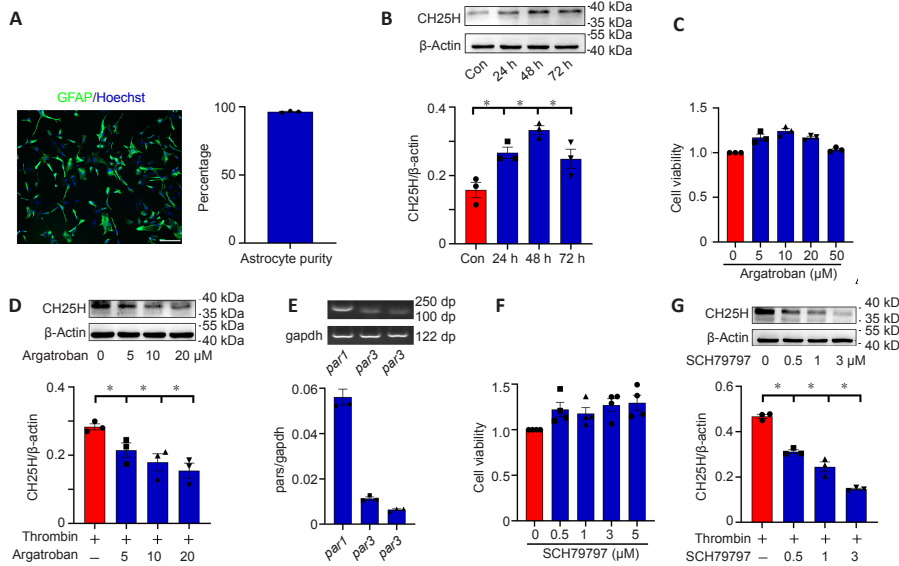 A
GFAP/Hoechst
Percentage
100
50
0
Astrocyte purity
B
CH25H
-40 kDa
-35 kDa
β-Actin
-55 kDa
-40 kDa
Con 24 h 48 h 72 h
CH25H/β-actin
0.4
0.2
0.0
* * *
Con 24 h 48 h 72 h
C
Cell viability
1.5
1.0
0.5
0.0
0 5 10 20 50
Argatroban (μM)
D
CH25H
-40 kDa
-35 kDa
β-Actin
-55 kDa
-40 kDa
Argatroban 0 5 10 20 μM
CH25H/β-actin
0.4
0.2
0.0
* * *
Thrombin + + + +
Argatroban – 5 10 20
E
250 dp
100 dp
gapdh 122 dp
par1 par3 par3
pars/gapdh
0.06
0.04
0.02
0.00
par1 par3 par3
F
Cell viability
1.5
1.0
0.5
0.0
0 0.5 1 3 5
SCH79797 (μM)
G
CH25H
-40 kDa
-35 kDa
β-Actin
-55 kDa
-40 kDa
SCH79797 0 0.5 1 3 μM
CH25H/β-actin
0.6
0.4
0.2
0.0
* * *
Thrombin + + + +
SCH79797 – 0.5 1 3